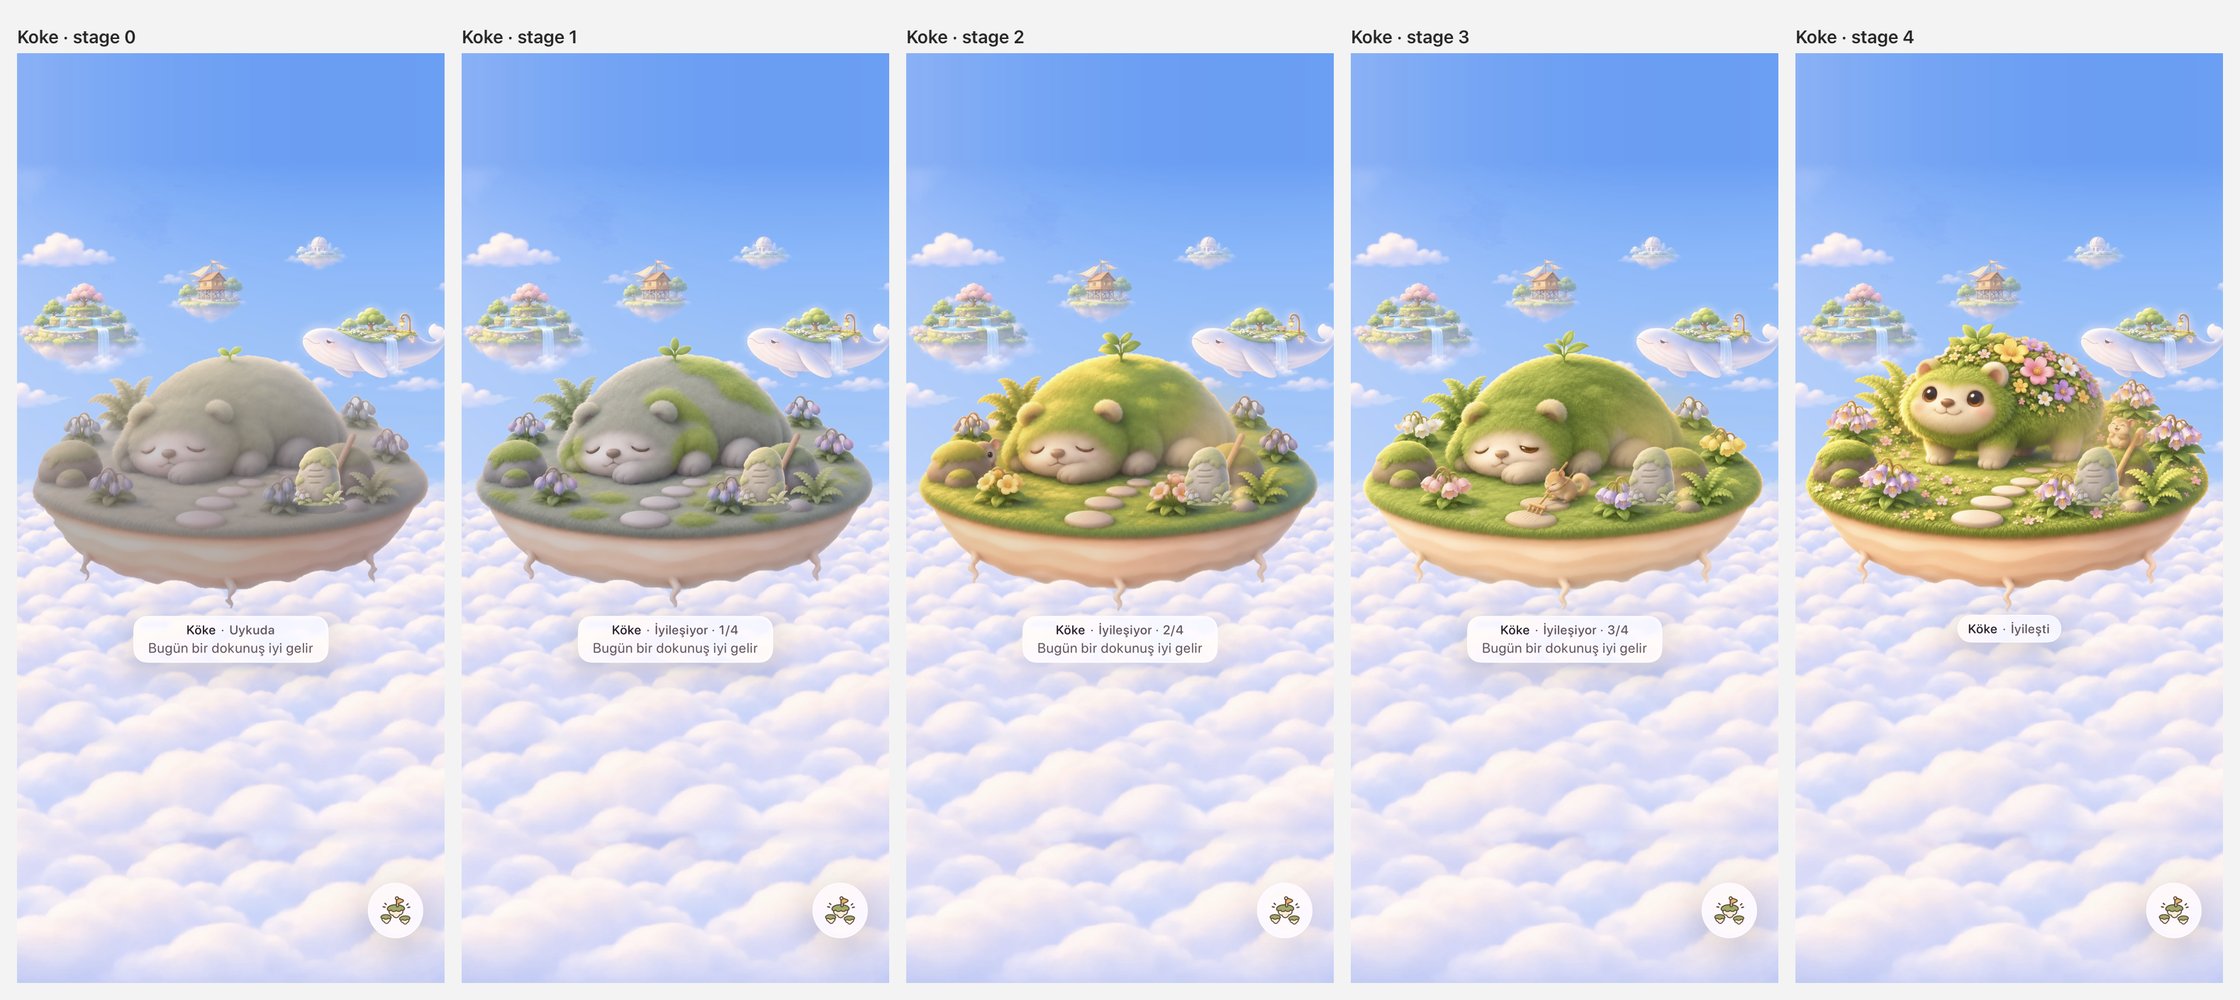 Koke · stage 0
Koke · stage 1
Koke · stage 2
Koke · stage 3
Koke · stage 4
Köke · Uykuda
Bugün bir dokunuş iyi gelir
Köke · İyileşiyor · 1/4
Bugün bir dokunuş iyi gelir
Köke · İyileşiyor · 2/4
Bugün bir dokunuş iyi gelir
Köke · İyileşiyor · 3/4
Bugün bir dokunuş iyi gelir
Köke · İyileşti